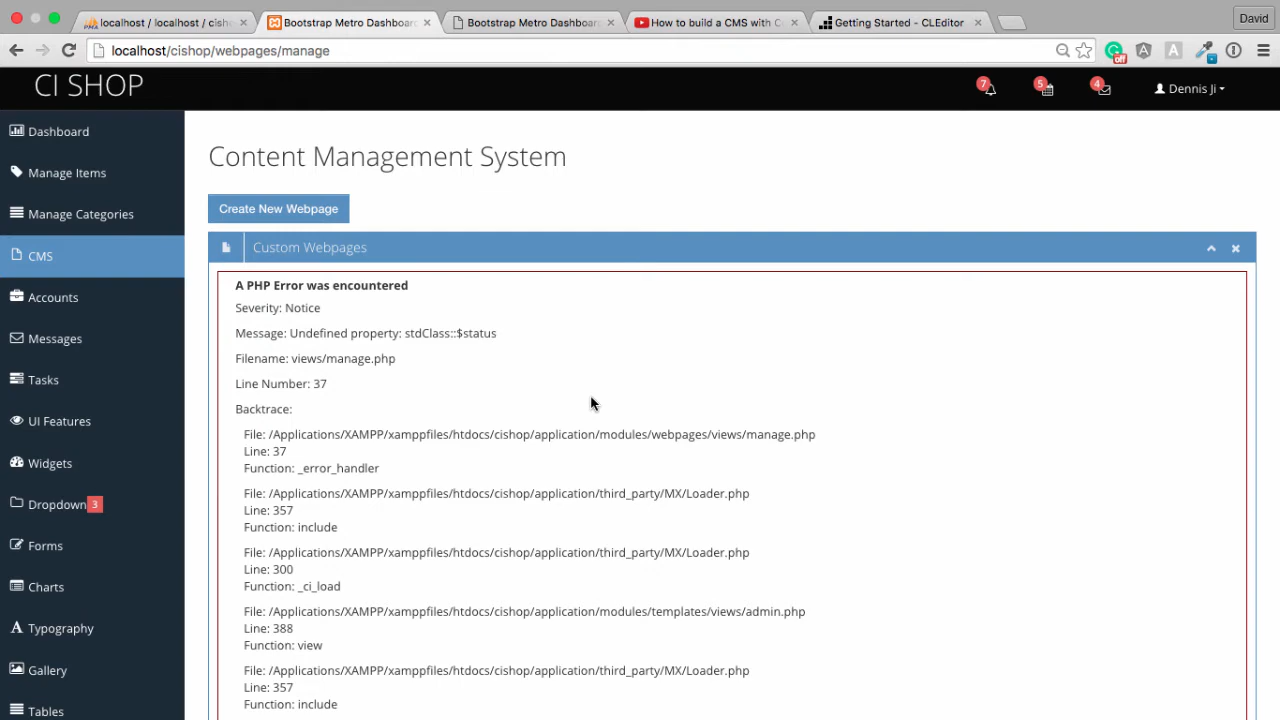 localhost / localhost / cisho
Bootstrap Metro Dashboar
Bootstrap Metro Dashboar
How to build a CMS with C
Getting Started - CLEditor
David
localhost/cishop/webpages/manage
off
CI SHOP
7
5
4
Dennis Ji
Dashboard
Manage Items
Manage Categories
CMS
Accounts
Messages
Tasks
UI Features
Widgets
Dropdown 3
Forms
Charts
Typography
Gallery
Tables
Content Management System
Create New Webpage
Custom Webpages
A PHP Error was encountered
Severity: Notice
Message: Undefined property: stdClass::$status
Filename: views/manage.php
Line Number: 37
Backtrace:
File: /Applications/XAMPP/xamppfiles/htdocs/cishop/application/modules/webpages/views/manage.php
Line: 37
Function: _error_handler
File: /Applications/XAMPP/xamppfiles/htdocs/cishop/application/third_party/MX/Loader.php
Line: 357
Function: include
File: /Applications/XAMPP/xamppfiles/htdocs/cishop/application/third_party/MX/Loader.php
Line: 300
Function: _ci_load
File: /Applications/XAMPP/xamppfiles/htdocs/cishop/application/modules/templates/views/admin.php
Line: 388
Function: view
File: /Applications/XAMPP/xamppfiles/htdocs/cishop/application/third_party/MX/Loader.php
Line: 357
Function: include